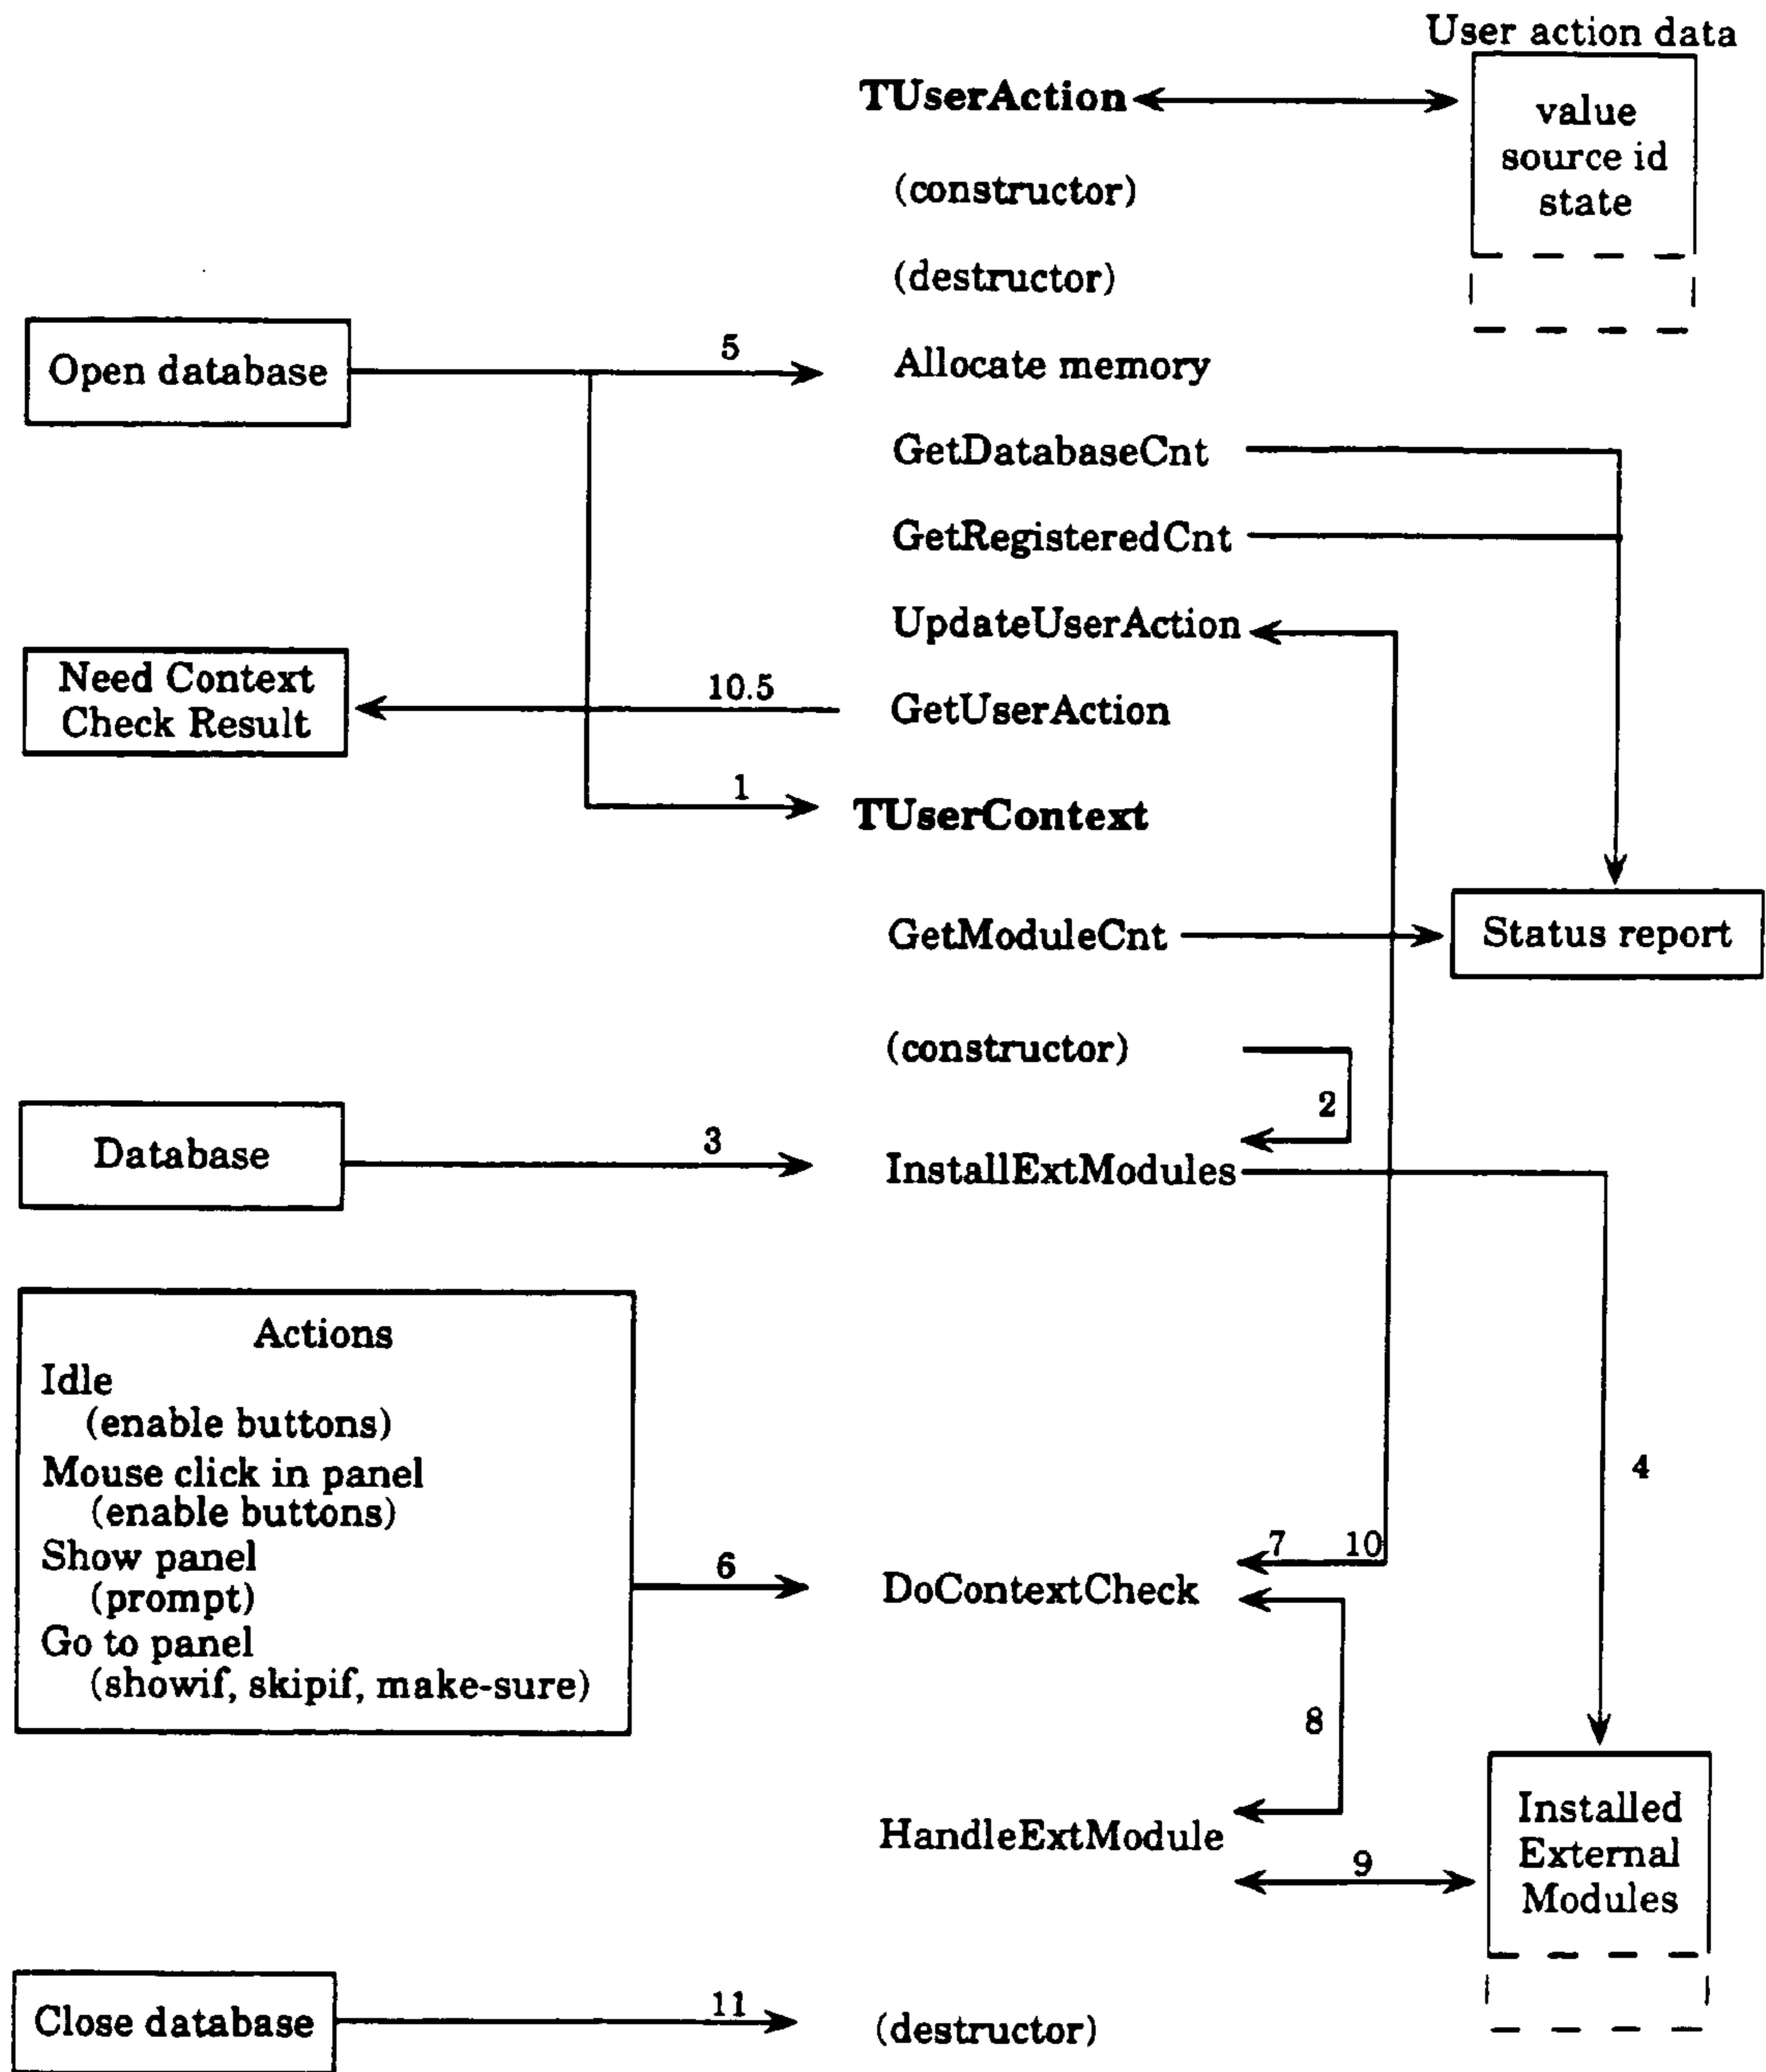 User action data
TUserAction
value
source id
state
(constructor)
(destructor)
Open database
5
Allocate memory
GetDatabaseCnt
GetRegisteredCnt
UpdateUserAction
Need Context
Check Result
10.5
GetUserAction
1
TUserContext
GetModuleCnt
Status report
(constructor)
2
Database
3
InstallExtModules
Actions
Idle
(enable buttons)
Mouse click in panel
(enable buttons)
Show panel
(prompt)
Go to panel
(showif, skipif, make-sure)
4
6
7 10
DoContextCheck
8
HandleExtModule
9
Installed
External
Modules
Close database
11
(destructor)